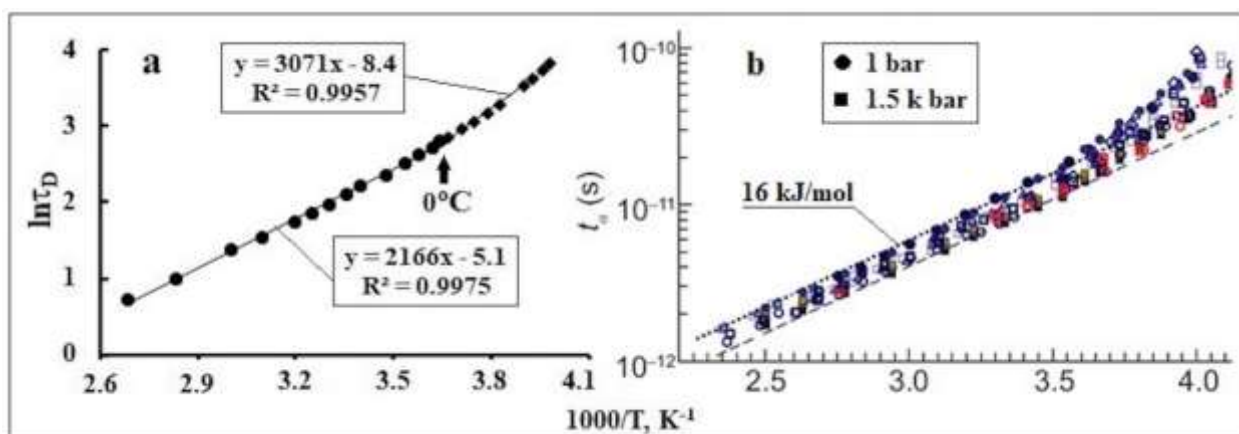 a
y = 3071x - 8.4
R² = 0.9957
0°C
y = 2166x - 5.1
R² = 0.9975
lnτ_D
4
3
2
1
0
2.6 2.9 3.2 3.5 3.8 4.1
b
1 bar
1.5 k bar
16 kJ/mol
t_α (s)
10⁻¹⁰
10⁻¹¹
10⁻¹²
2.5 3.0 3.5 4.0
1000/T, K⁻¹